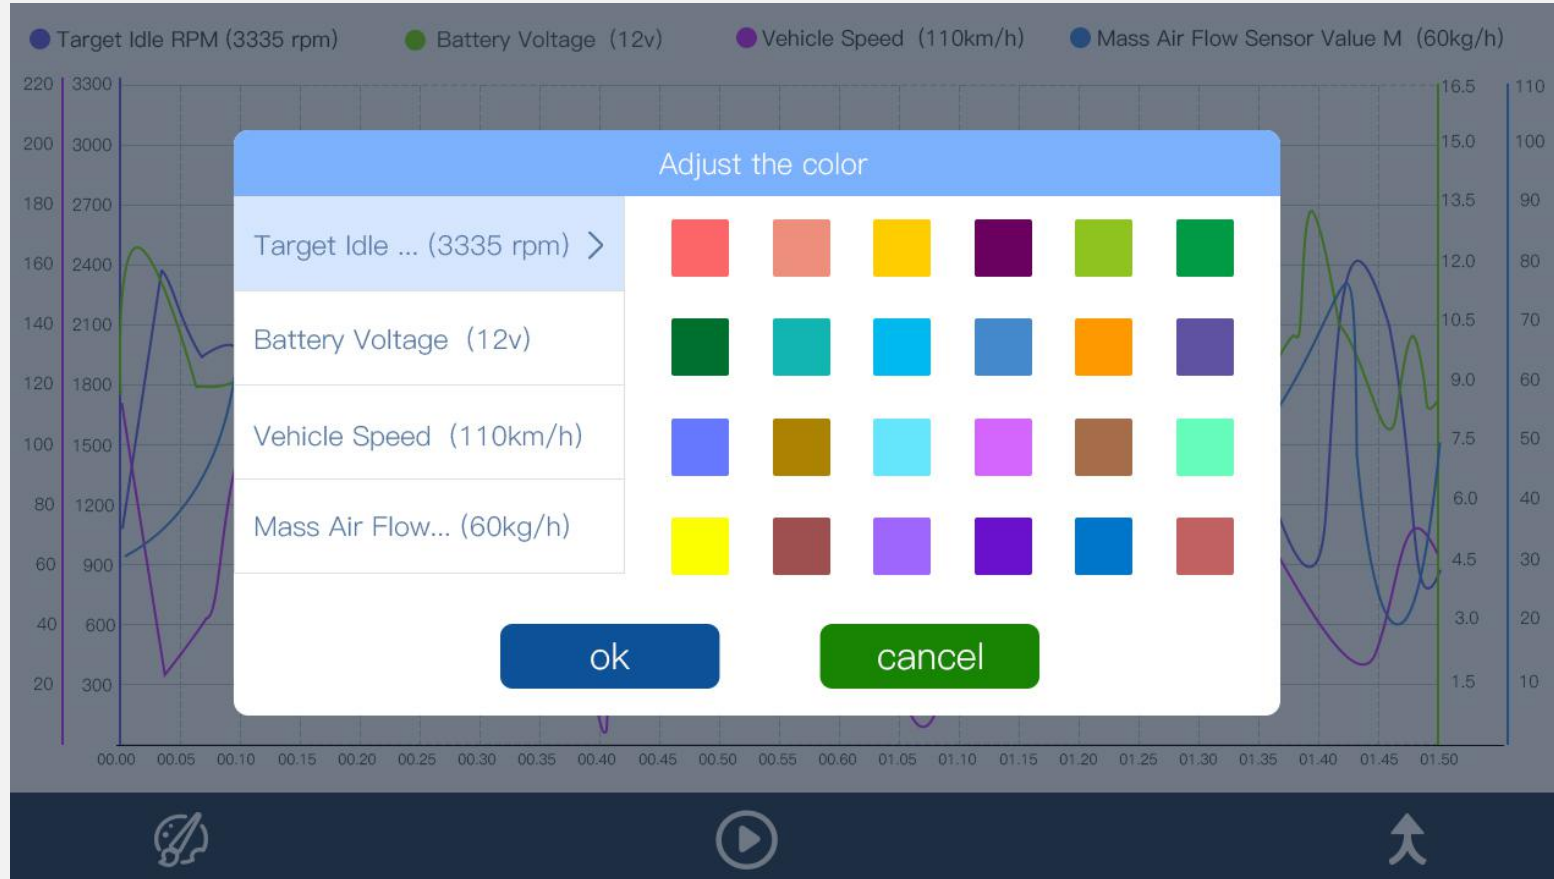 Target Idle RPM (3335 rpm) Battery Voltage (12v) Vehicle Speed (110km/h) Mass Air Flow Sensor Value M (60kg/h)
220 3300 16.5 110
200 3000 15.0 100
180 2700 13.5 90
160 2400 12.0 80
140 2100 10.5 70
120 1800 9.0 60
100 1500 7.5 50
80 1200 6.0 40
60 900 4.5 30
40 600 3.0 20
20 300 1.5 10
00.00 00.05 00.10 00.15 00.20 00.25 00.30 00.35 00.40 00.45 00.50 00.55 00.60 01.05 01.10 01.15 01.20 01.25 01.30 01.35 01.40 01.45 01.50
Adjust the color
Target Idle ... (3335 rpm)
Battery Voltage (12v)
Vehicle Speed (110km/h)
Mass Air Flow... (60kg/h)
ok cancel